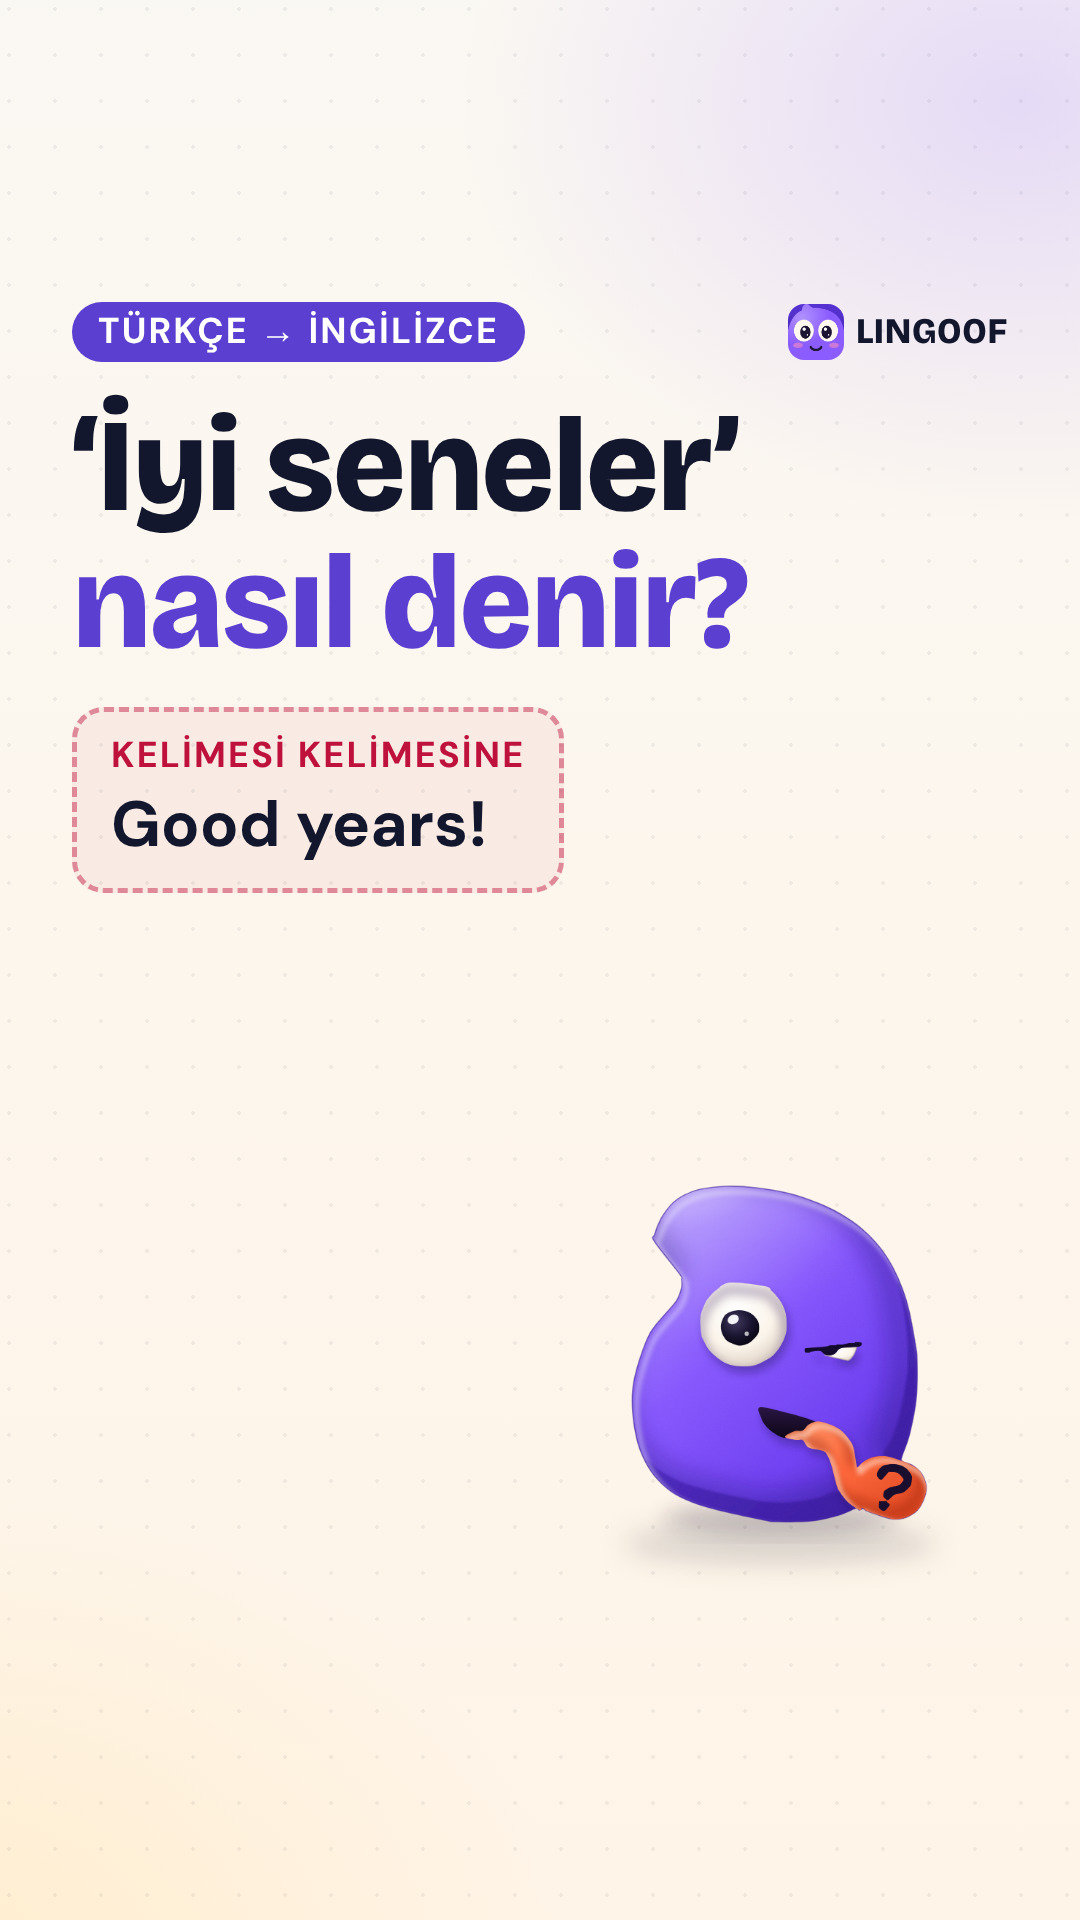 TÜRKÇE → İNGİLİZCE
LINGOOF
‘İyi seneler’
nasıl denir?
KELİMESİ KELİMESİNE
Good years!
?